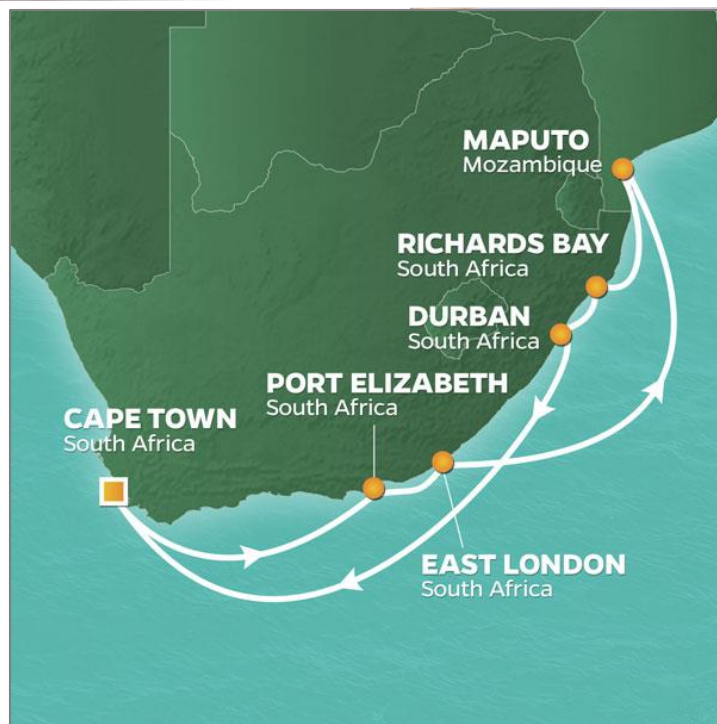 MAPUTO
Mozambique
RICHARDS BAY
South Africa
DURBAN
South Africa
PORT ELIZABETH
South Africa
CAPE TOWN
South Africa
EAST LONDON
South Africa